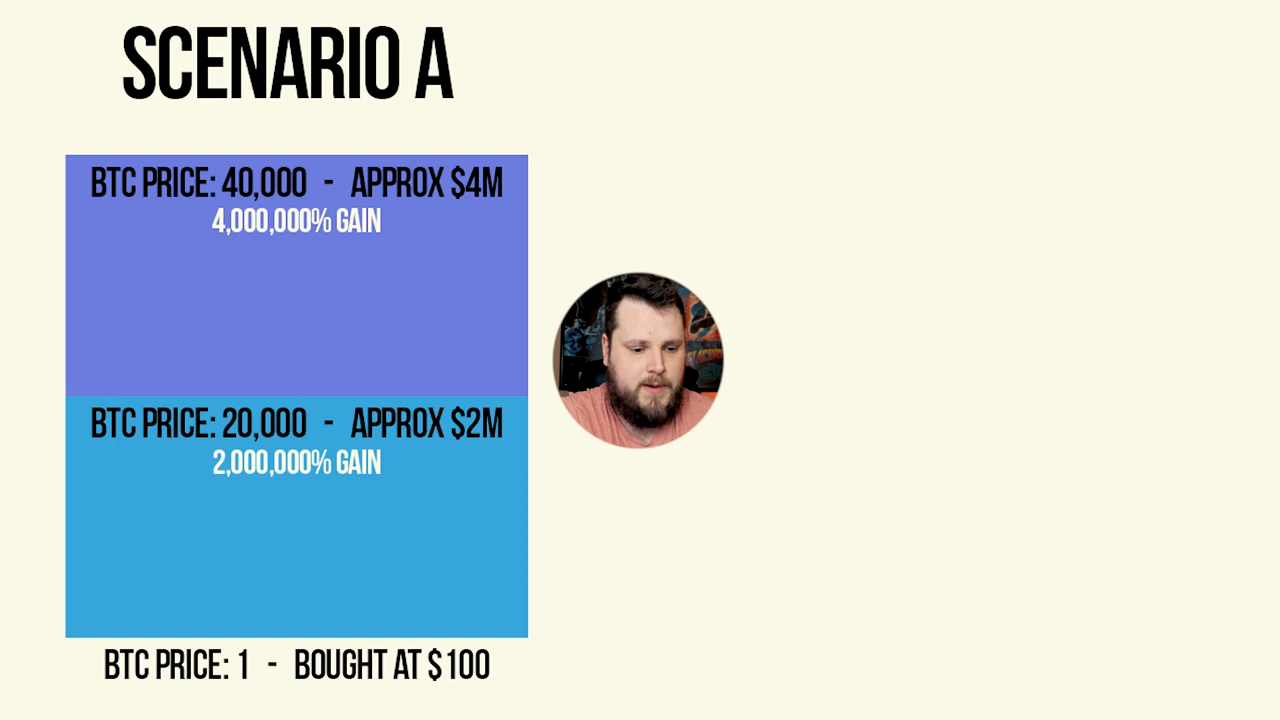 SCENARIO A
BTC PRICE: 40,000 - APPROX $4M
4,000,000% GAIN
BTC PRICE: 20,000 - APPROX $2M
2,000,000% GAIN
BTC PRICE: 1 - BOUGHT AT $100